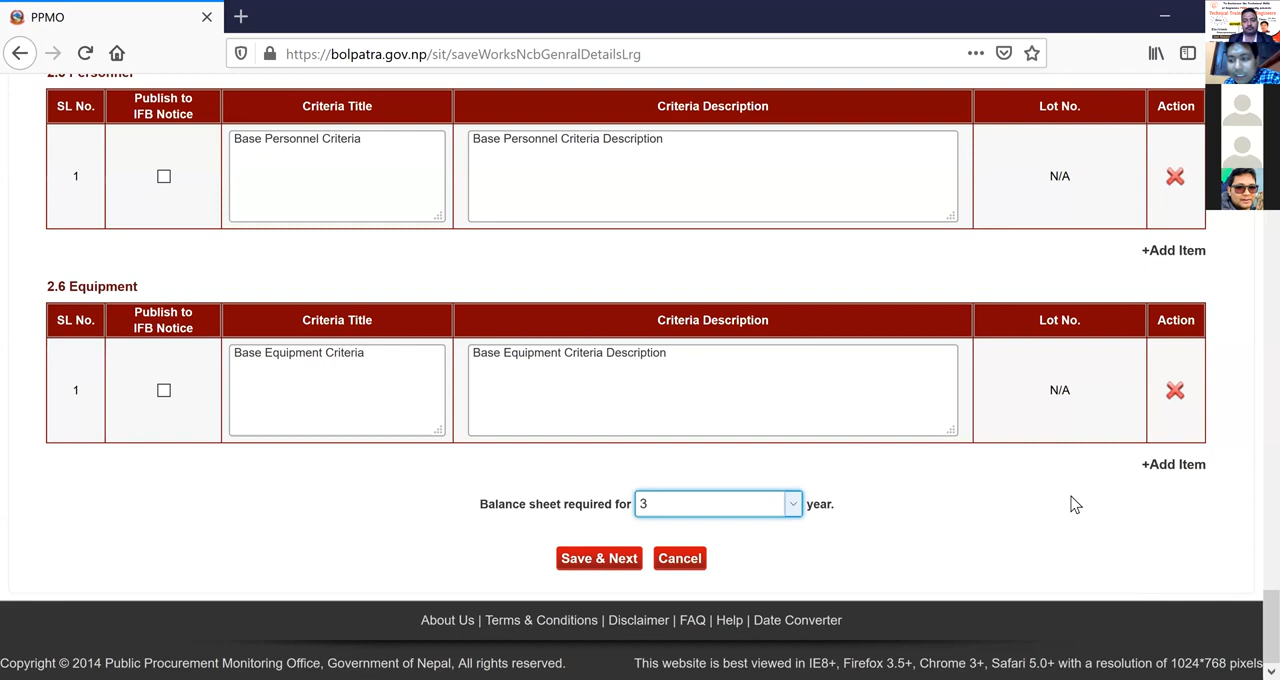 PPMO
https://bolpatra.gov.np/sit/saveWorksNcbGenralDetailsLrg
2.5 Personnel
SL No.
Publish to
IFB Notice
Criteria Title
Criteria Description
Lot No.
Action
1
Base Personnel Criteria
Base Personnel Criteria Description
N/A
+Add Item
2.6 Equipment
SL No.
Publish to
IFB Notice
Criteria Title
Criteria Description
Lot No.
Action
1
Base Equipment Criteria
Base Equipment Criteria Description
N/A
+Add Item
Balance sheet required for 3 year.
Save & Next Cancel
About Us | Terms & Conditions | Disclaimer | FAQ | Help | Date Converter
Copyright © 2014 Public Procurement Monitoring Office, Government of Nepal, All rights reserved.
This website is best viewed in IE8+, Firefox 3.5+, Chrome 3+, Safari 5.0+ with a resolution of 1024*768 pixels